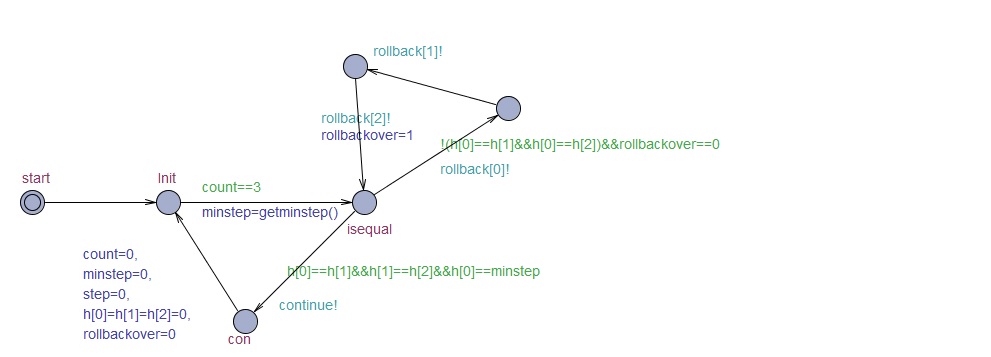 rollback[1]!
rollback[2]!
rollbackover=1
!(h[0]==h[1]&&h[0]==h[2])&&rollbackover==0
rollback[0]!
start
Init
count==3
minstep=getminstep()
isequal
count=0,
minstep=0,
step=0,
h[0]=h[1]=h[2]=0,
rollbackover=0
h[0]==h[1]&&h[1]==h[2]&&h[0]==minstep
continue!
con